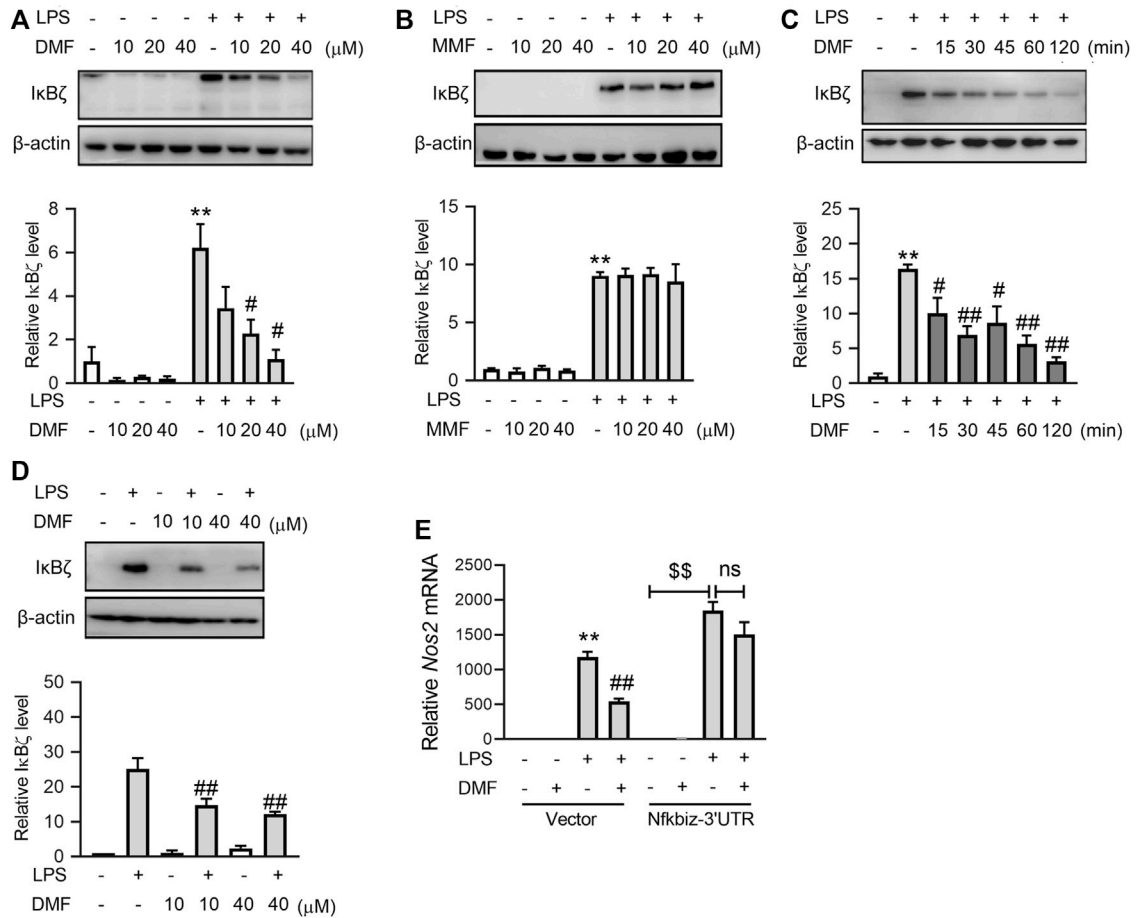 A
LPS - - - - + + + +
DMF - 10 20 40 - 10 20 40 (μM)
IκBζ
β-actin
Relative IκBζ level
8
6
4
2
0
**
#
#
LPS - - - - + + + +
DMF - 10 20 40 - 10 20 40 (μM)
B
LPS - - - - + + + +
MMF - 10 20 40 - 10 20 40 (μM)
IκBζ
β-actin
Relative IκBζ level
15
10
5
0
**
LPS - - - - + + + +
MMF - 10 20 40 - 10 20 40 (μM)
C
LPS - + + + + + +
DMF - - 15 30 45 60 120 (min)
IκBζ
β-actin
Relative IκBζ level
25
20
15
10
5
0
**
#
##
#
##
##
LPS - + + + + + +
DMF - - 15 30 45 60 120 (min)
D
LPS - + - + - +
DMF - - 10 10 40 40 (μM)
IκBζ
β-actin
Relative IκBζ level
50
40
30
20
10
0
##
##
LPS - + - + - +
DMF - - 10 10 40 40 (μM)
E
Relative Nos2 mRNA
2500
2000
1500
1000
500
0
**
##
$$
ns
LPS - - + + - - + +
DMF - + - + - + - +
Vector Nfkbiz-3'UTR